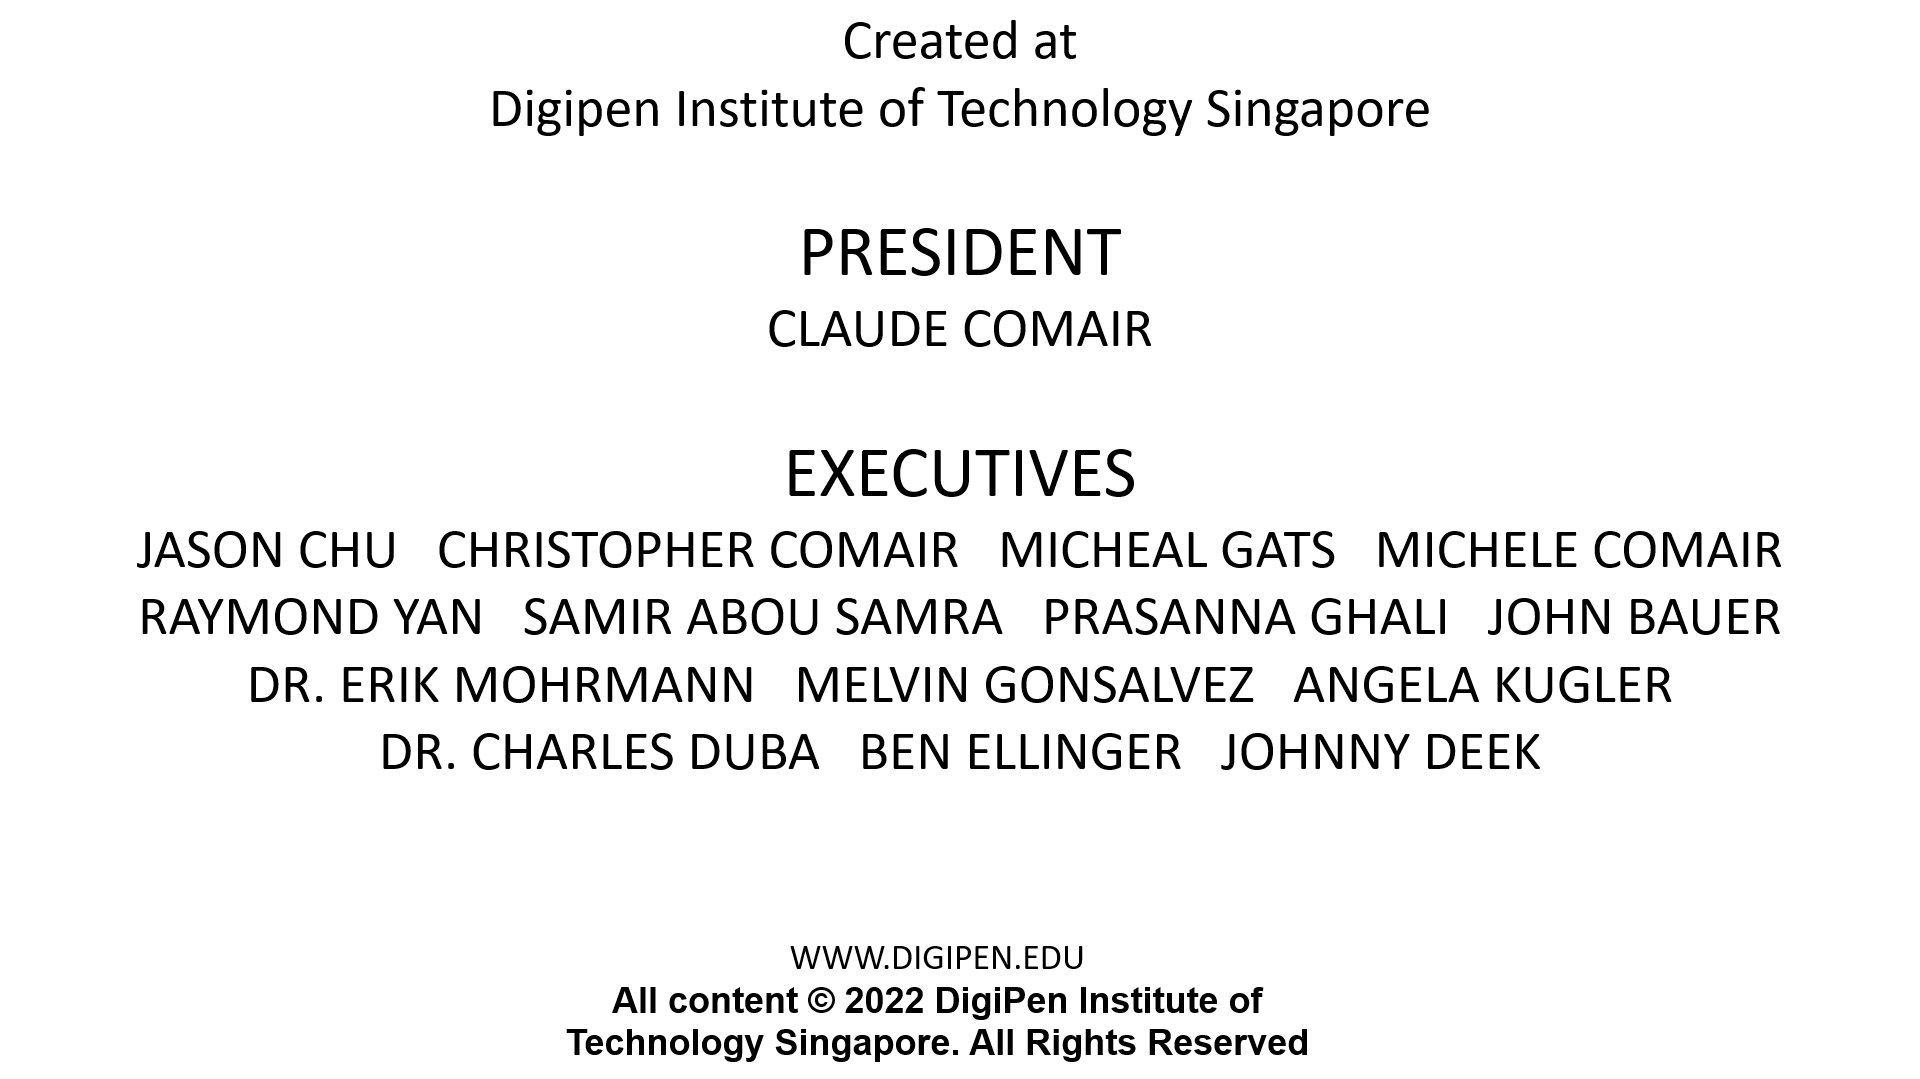 Created at
Digipen Institute of Technology Singapore
PRESIDENT
CLAUDE COMAIR
EXECUTIVES
JASON CHU CHRISTOPHER COMAIR MICHEAL GATS MICHELE COMAIR
RAYMOND YAN SAMIR ABOU SAMRA PRASANNA GHALI JOHN BAUER
DR. ERIK MOHRMANN MELVIN GONSALVEZ ANGELA KUGLER
DR. CHARLES DUBA BEN ELLINGER JOHNNY DEEK
WWW.DIGIPEN.EDU
All content © 2022 DigiPen Institute of
Technology Singapore. All Rights Reserved